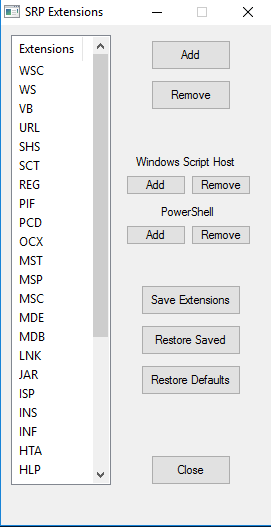 SRP Extensions
Extensions
WSC
WS
VB
URL
SHS
SCT
REG
PIF
PCD
OCX
MST
MSP
MSC
MDE
MDB
LNK
JAR
ISP
INS
INF
HTA
HLP
Add
Remove
Windows Script Host
Add Remove
PowerShell
Add Remove
Save Extensions
Restore Saved
Restore Defaults
Close